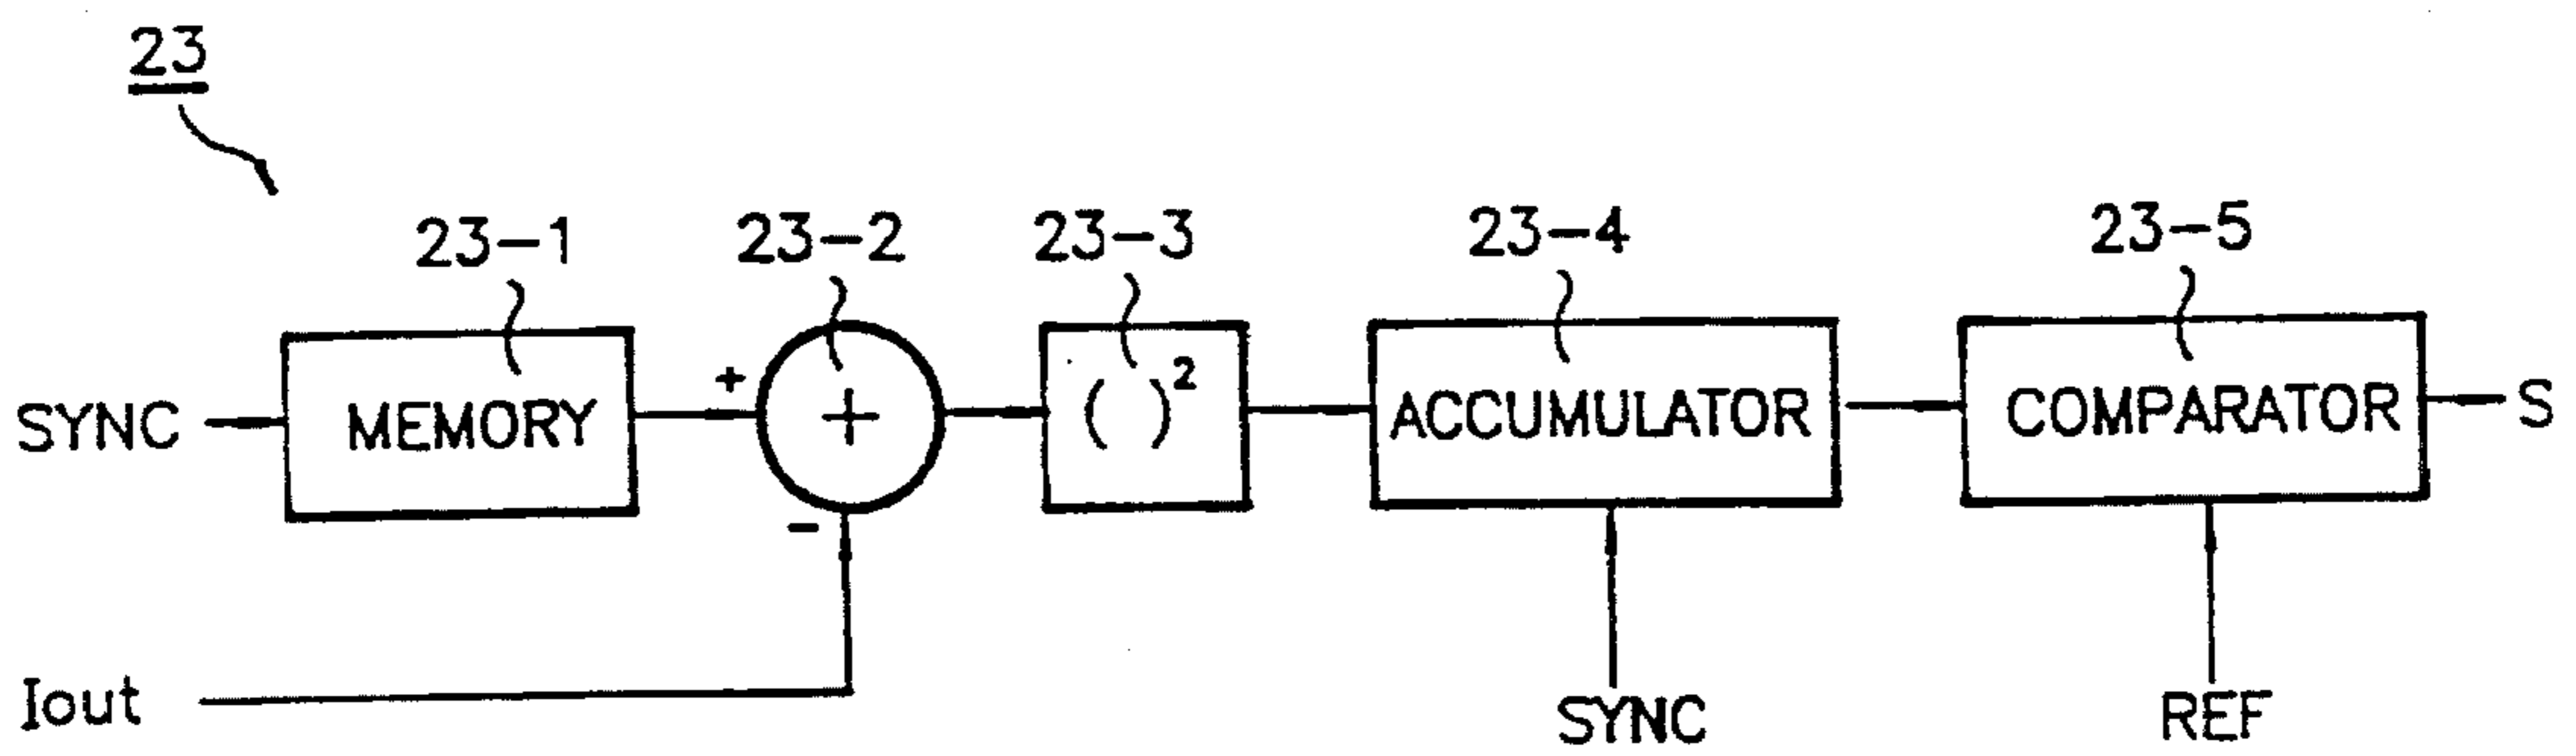 23
23-1 23-2 23-3 23-4 23-5
SYNC MEMORY + + ( )² ACCUMULATOR COMPARATOR S
-
Iout SYNC REF